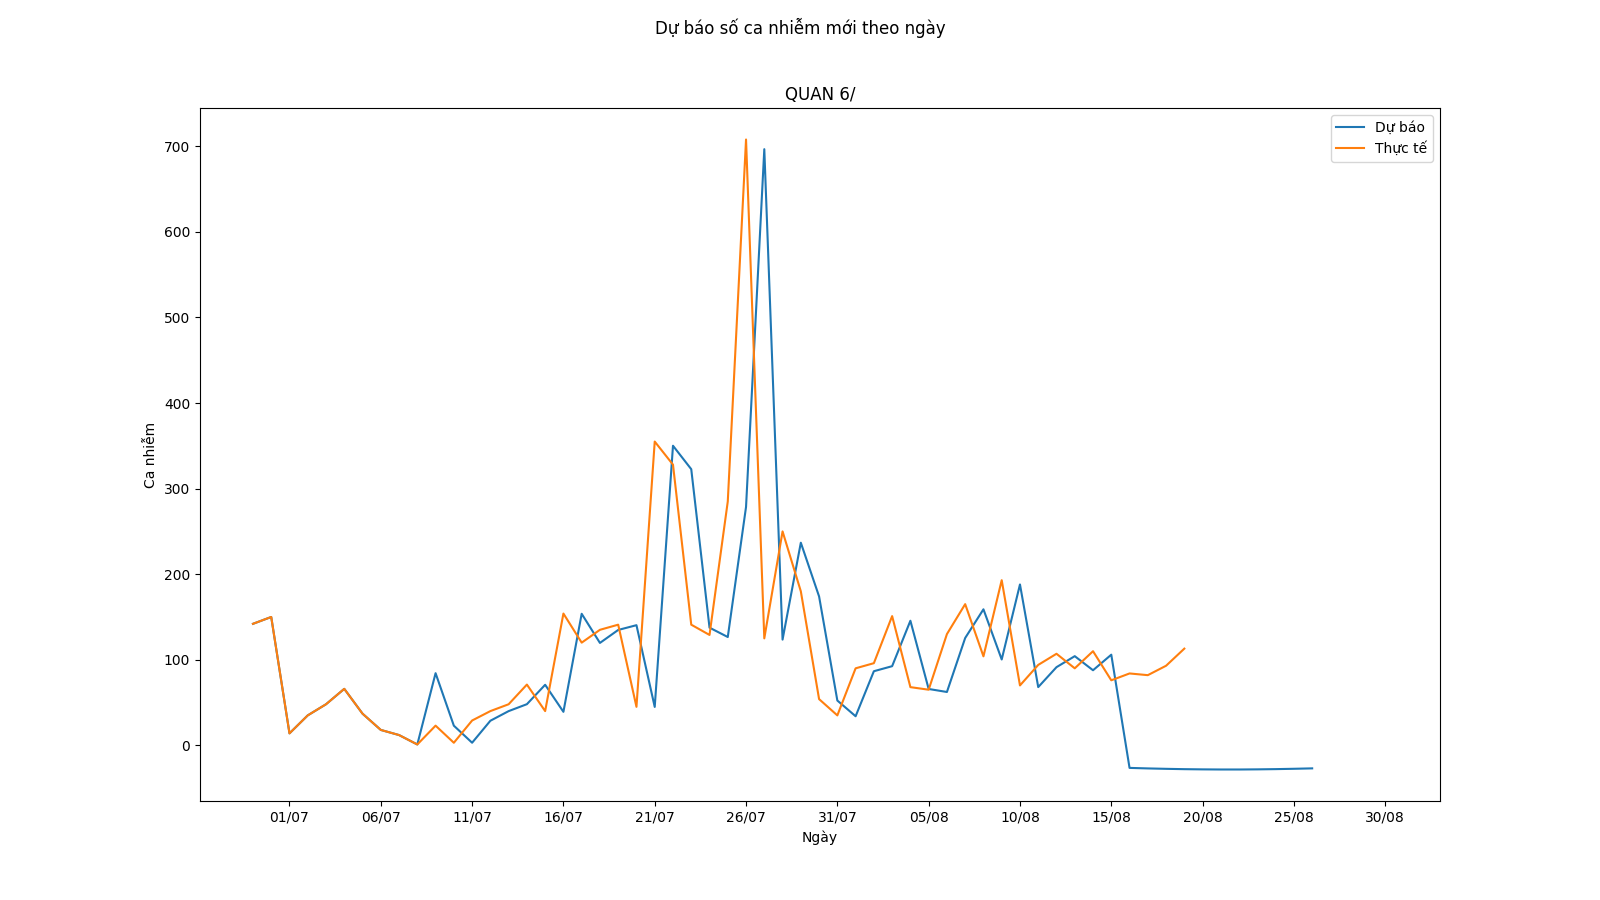 Dự báo số ca nhiễm mới theo ngày
QUAN 6/
Dự báo
Thực tế
700
600
500
400
300
200
100
0
Ca nhiễm
01/07 06/07 11/07 16/07 21/07 26/07 31/07 05/08 10/08 15/08 20/08 25/08 30/08
Ngày